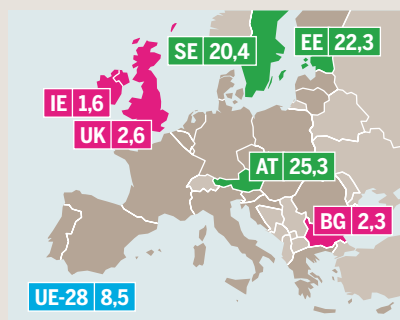 SE 20,4
EE 22,3
IE 1,6
UK 2,6
AT 25,3
BG 2,3
UE-28 8,5